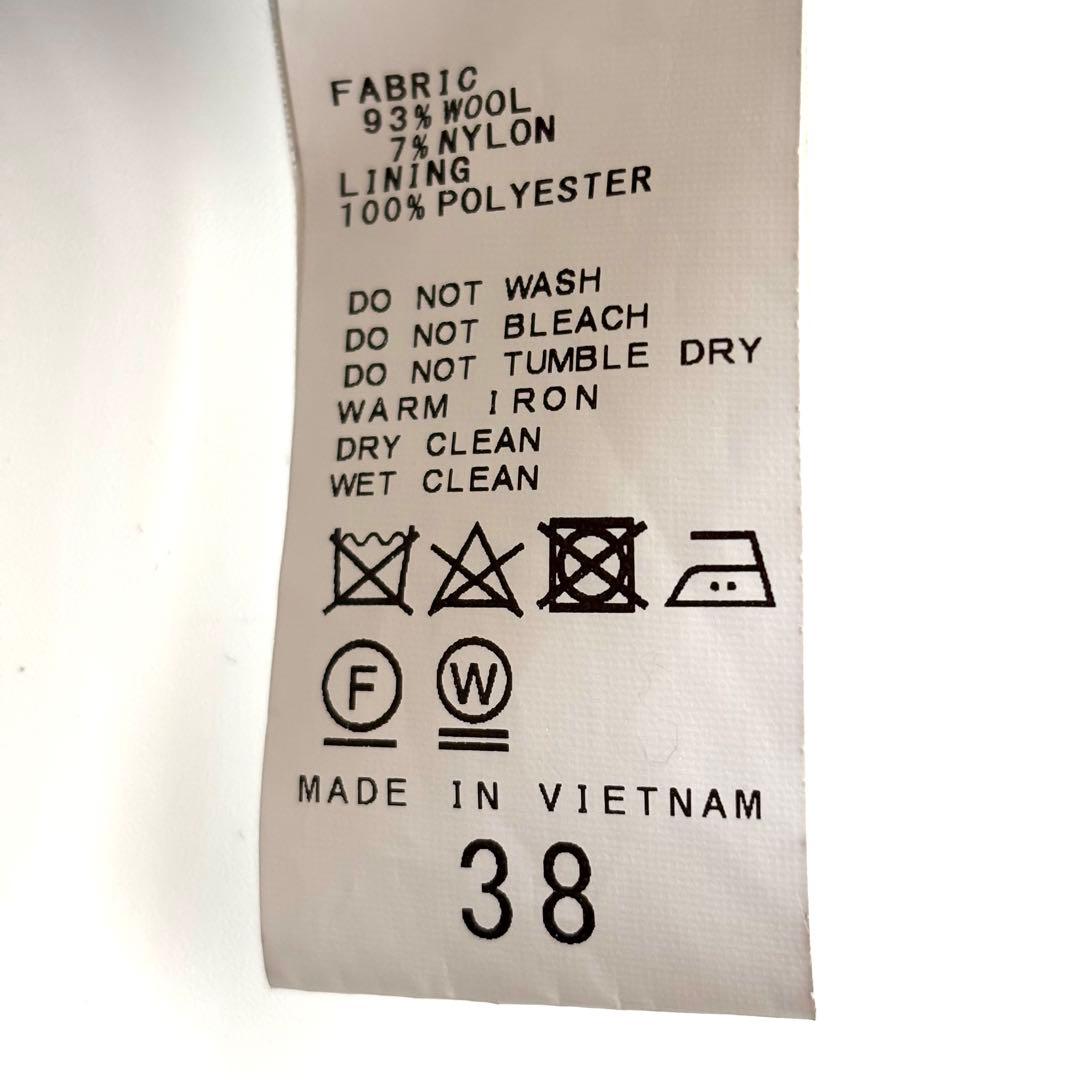 FABRIC
93% WOOL
7% NYLON
LINING
100% POLYESTER
DO NOT WASH
DO NOT BLEACH
DO NOT TUMBLE DRY
WARM IRON
DRY CLEAN
WET CLEAN
F W
MADE IN VIETNAM
38